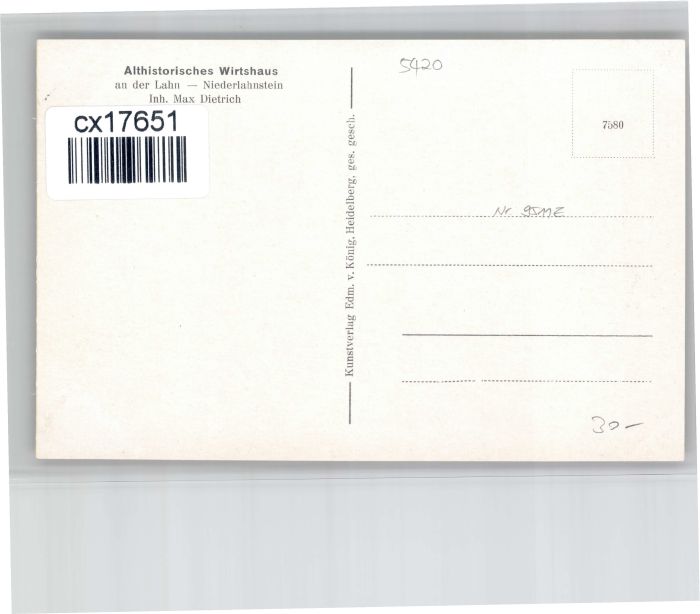 Althistorisches Wirtshaus
an der Lahn — Niederlahnstein
Inh. Max Dietrich
cx17651
Kunstverlag Edm. v. König, Heidelberg. ges. gesch.
5420
7580
Nr
30-